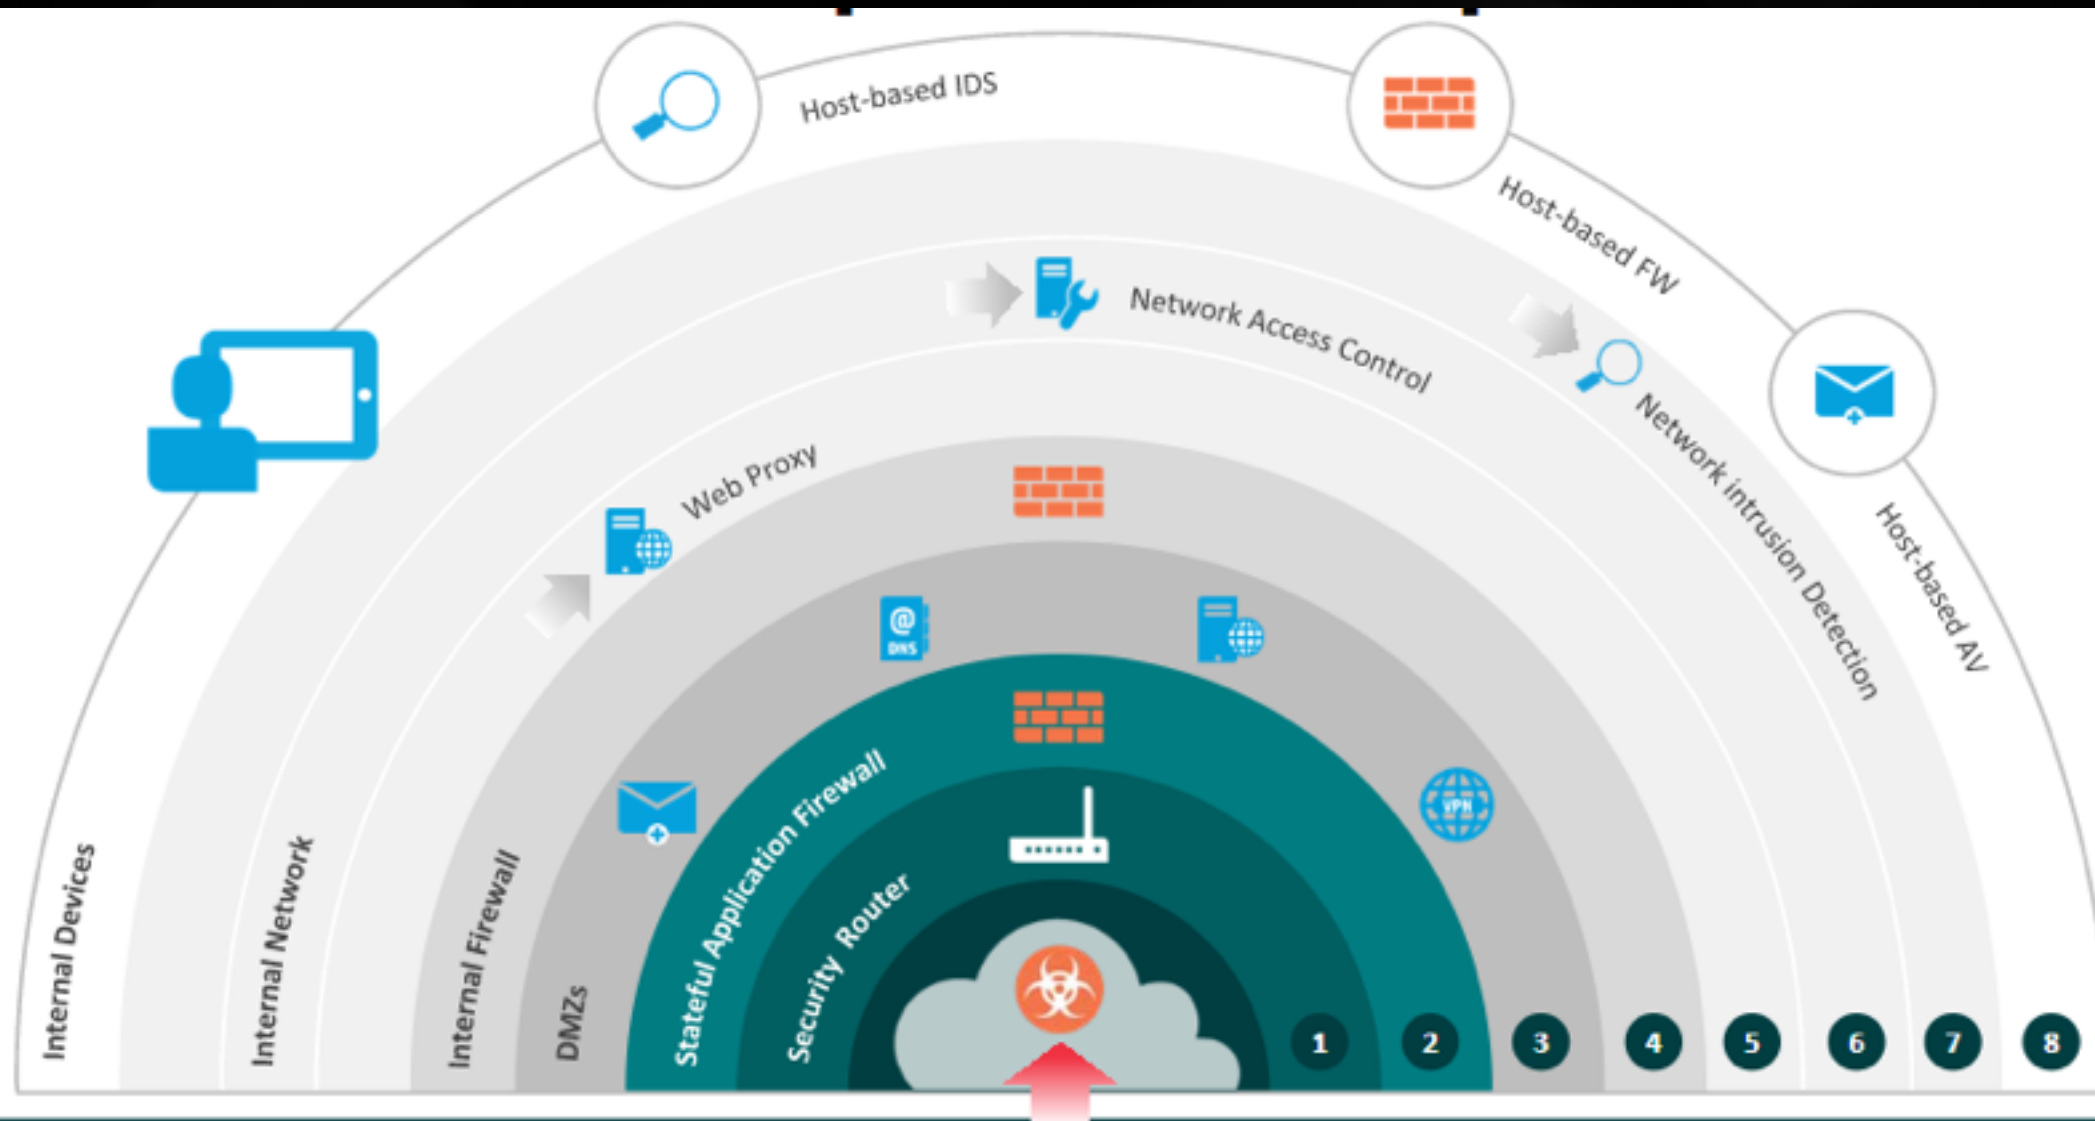 Host-based IDS
Host-based FW
Network Access Control
Network intrusion Detection
Host-based AV
Web Proxy
@
DNS
VPN
Internal Devices
Internal Network
Internal Firewall
DMZs
Stateful Application Firewall
Security Router
1 2 3 4 5 6 7 8